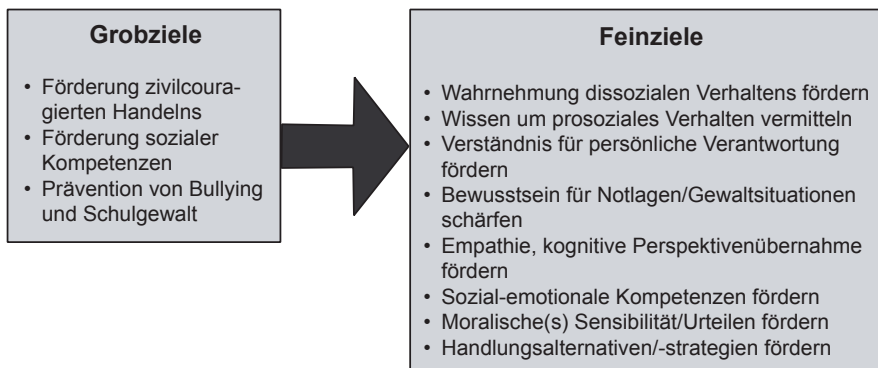 Grobziele
• Förderung zivilcoura-
gierten Handelns
• Förderung sozialer
Kompetenzen
• Prävention von Bullying
und Schulgewalt
Feinziele
• Wahrnehmung dissozialen Verhaltens fördern
• Wissen um prosoziales Verhalten vermitteln
• Verständnis für persönliche Verantwortung
fördern
• Bewusstsein für Notlagen/Gewaltsituationen
schärfen
• Empathie, kognitive Perspektivenübernahme
fördern
• Sozial-emotionale Kompetenzen fördern
• Moralische(s) Sensibilität/Urteilen fördern
• Handlungsalternativen/-strategien fördern